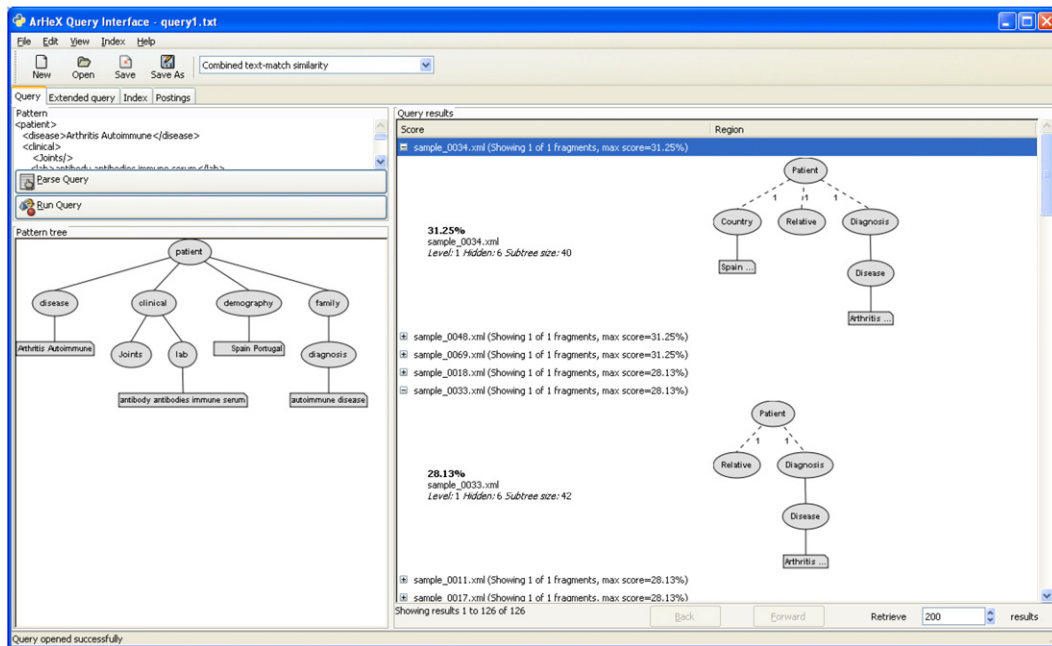 ArHeX Query Interface - query1.txt
File Edit View Index Help
New Open Save Save As
Combined text-match similarity
Query Extended query Index Postings
Pattern
<patient>
<disease>Arthritis Autoimmune</disease>
<clinical>
<Joints/>
<lab>antibody antibodies immune serum</lab>
Parse Query
Run Query
Pattern tree
patient
disease clinical demography family
Arthritis Autoimmune Joints lab Spain Portugal diagnosis
antibody antibodies immune serum autoimmune disease
Query results
Score Region
sample_0034.xml (Showing 1 of 1 fragments, max score=31.25%)
Patient
1 1 1
Country Relative Diagnosis
31.25%
sample_0034.xml
Level: 1 Hidden: 6 Subtree size: 40
Spain ... Disease
Arthritis ...
sample_0048.xml (Showing 1 of 1 fragments, max score=31.25%)
sample_0069.xml (Showing 1 of 1 fragments, max score=31.25%)
sample_0018.xml (Showing 1 of 1 fragments, max score=28.13%)
sample_0033.xml (Showing 1 of 1 fragments, max score=28.13%)
Patient
1 1
Relative Diagnosis
28.13%
sample_0033.xml
Level: 1 Hidden: 6 Subtree size: 42
Disease
Arthritis ...
sample_0011.xml (Showing 1 of 1 fragments, max score=28.13%)
sample_0017.xml (Showing 1 of 1 fragments, max score=28.13%)
Showing results 1 to 126 of 126 Back Forward Retrieve 200 results
Query opened successfully